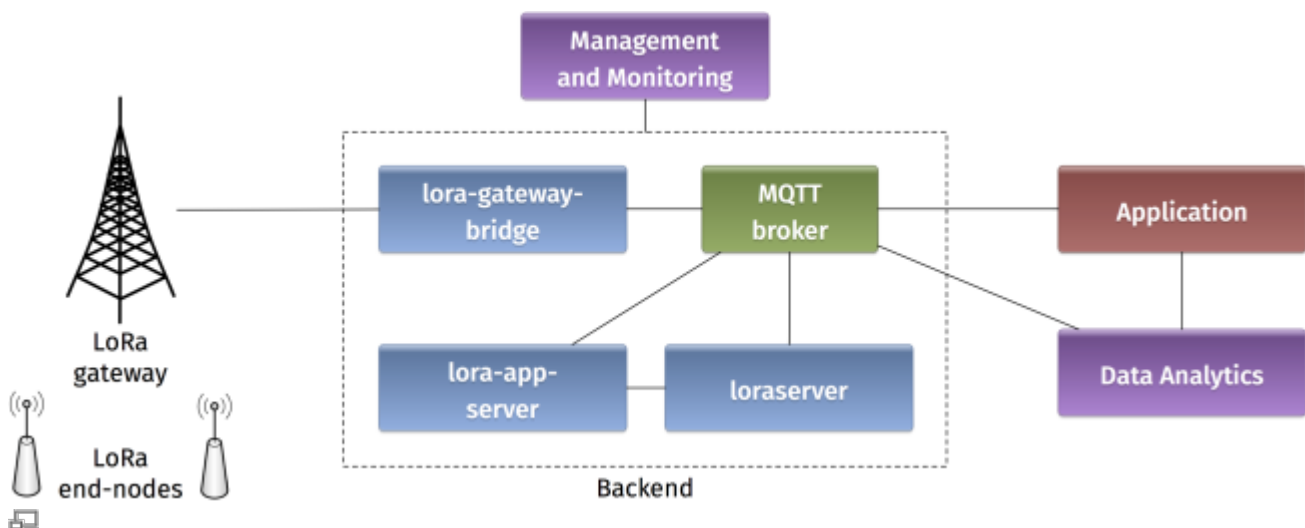 Management
and Monitoring
lora-gateway-
bridge
MQTT
broker
Application
LoRa
gateway
lora-app-
server
loraserver
Data Analytics
LoRa
end-nodes
Backend